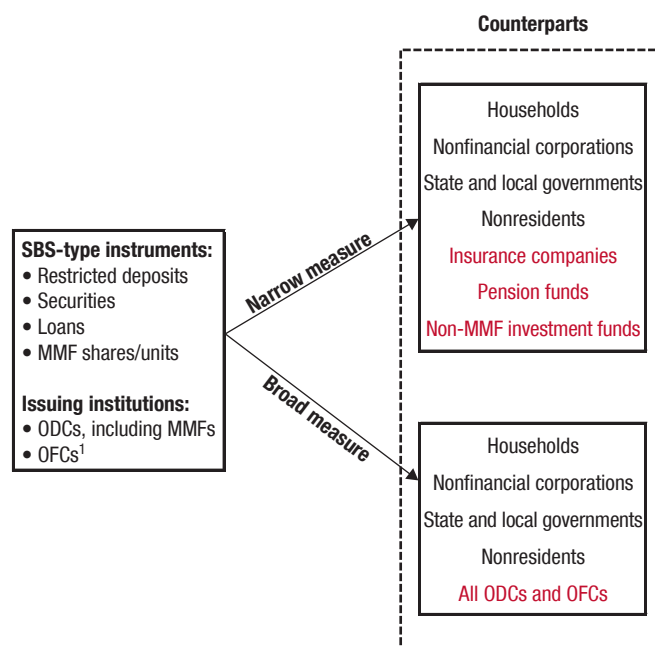 Counterparts
SBS-type instruments:
• Restricted deposits
• Securities
• Loans
• MMF shares/units
Issuing institutions:
• ODCs, including MMFs
• OFCs¹
Narrow measure
Broad measure
Households
Nonfinancial corporations
State and local governments
Nonresidents
Insurance companies
Pension funds
Non-MMF investment funds
Households
Nonfinancial corporations
State and local governments
Nonresidents
All ODCs and OFCs